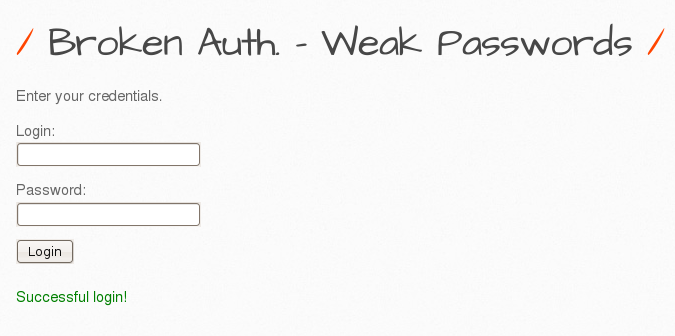 / Broken Auth. - Weak Passwords /
Enter your credentials.
Login:
Password:
Login
Successful login!